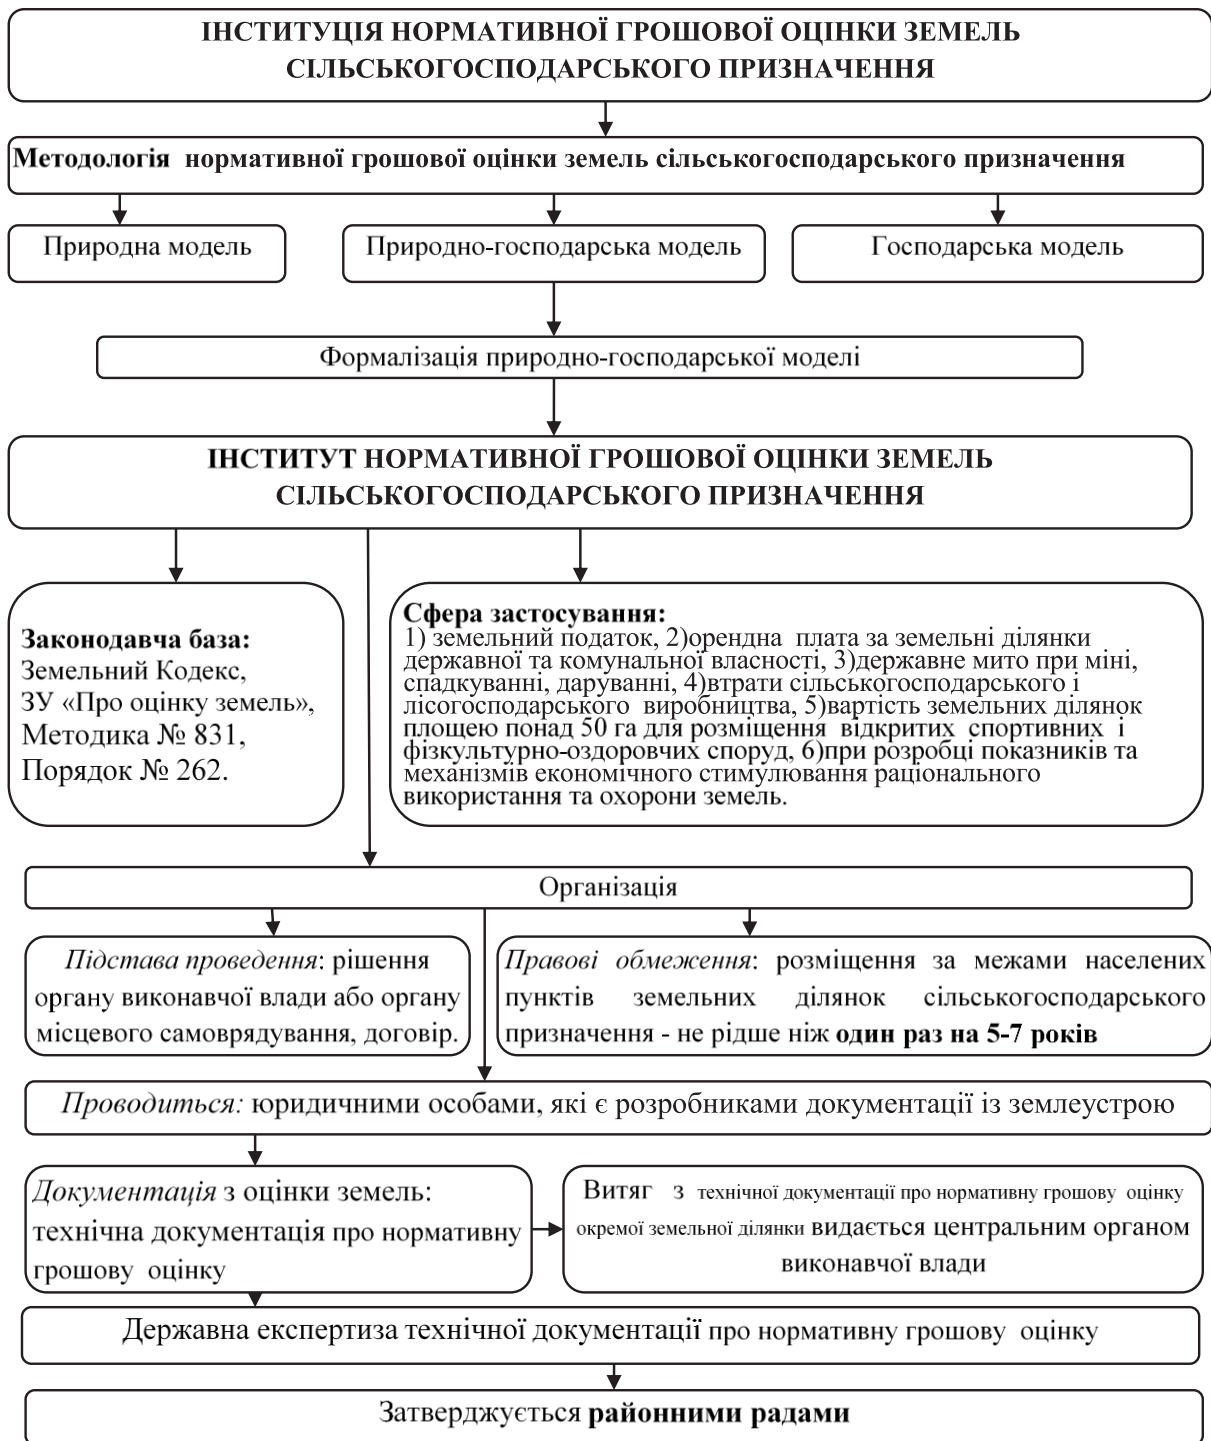 ІНСТИТУЦІЯ НОРМАТИВНОЇ ГРОШОВОЇ ОЦІНКИ ЗЕМЕЛЬ
СІЛЬСЬКОГОСПОДАРСЬКОГО ПРИЗНАЧЕННЯ
Методологія нормативної грошової оцінки земель сільськогосподарського призначення
Природна модель
Природно-господарська модель
Господарська модель
Формалізація природно-господарської моделі
ІНСТИТУТ НОРМАТИВНОЇ ГРОШОВОЇ ОЦІНКИ ЗЕМЕЛЬ
СІЛЬСЬКОГОСПОДАРСЬКОГО ПРИЗНАЧЕННЯ
Законодавча база:
Земельний Кодекс,
ЗУ «Про оцінку земель»,
Методика № 831,
Порядок № 262.
Сфера застосування:
1) земельний податок, 2)орендна плата за земельні ділянки
державної та комунальної власності, 3)державне мито при міні,
спадкуванні, даруванні, 4)втрати сільськогосподарського і
лісогосподарського виробництва, 5)вартість земельних ділянок
площею понад 50 га для розміщення відкритих спортивних і
фізкультурно-оздоровчих споруд, 6)при розробці показників та
механізмів економічного стимулювання раціонального
використання та охорони земель.
Організація
Підстава проведення: рішення
органу виконавчої влади або органу
місцевого самоврядування, договір.
Правові обмеження: розміщення за межами населених
пунктів земельних ділянок сільськогосподарського
призначення - не рідше ніж один раз на 5-7 років
Проводиться: юридичними особами, які є розробниками документації із землеустрою
Документація з оцінки земель:
технічна документація про нормативну
грошову оцінку
Витяг з технічної документації про нормативну грошову оцінку
окремої земельної ділянки видається центральним органом
виконавчої влади
Державна експертиза технічної документації про нормативну грошову оцінку
Затверджується районними радами